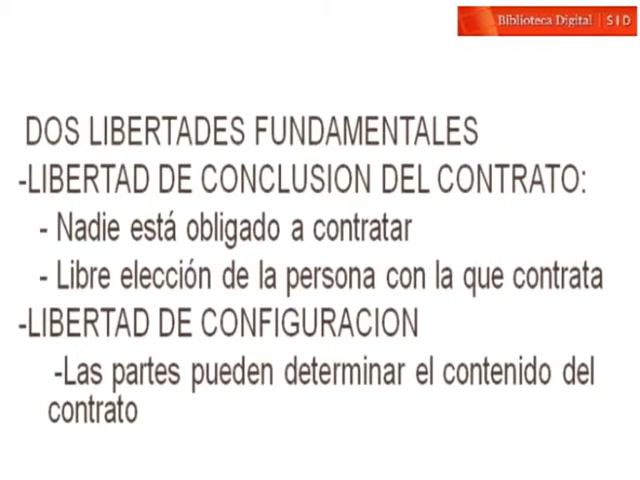 Biblioteca Digital | SID
DOS LIBERTADES FUNDAMENTALES
-LIBERTAD DE CONCLUSION DEL CONTRATO:
- Nadie está obligado a contratar
- Libre elección de la persona con la que contrata
-LIBERTAD DE CONFIGURACION
-Las partes pueden determinar el contenido del
contrato